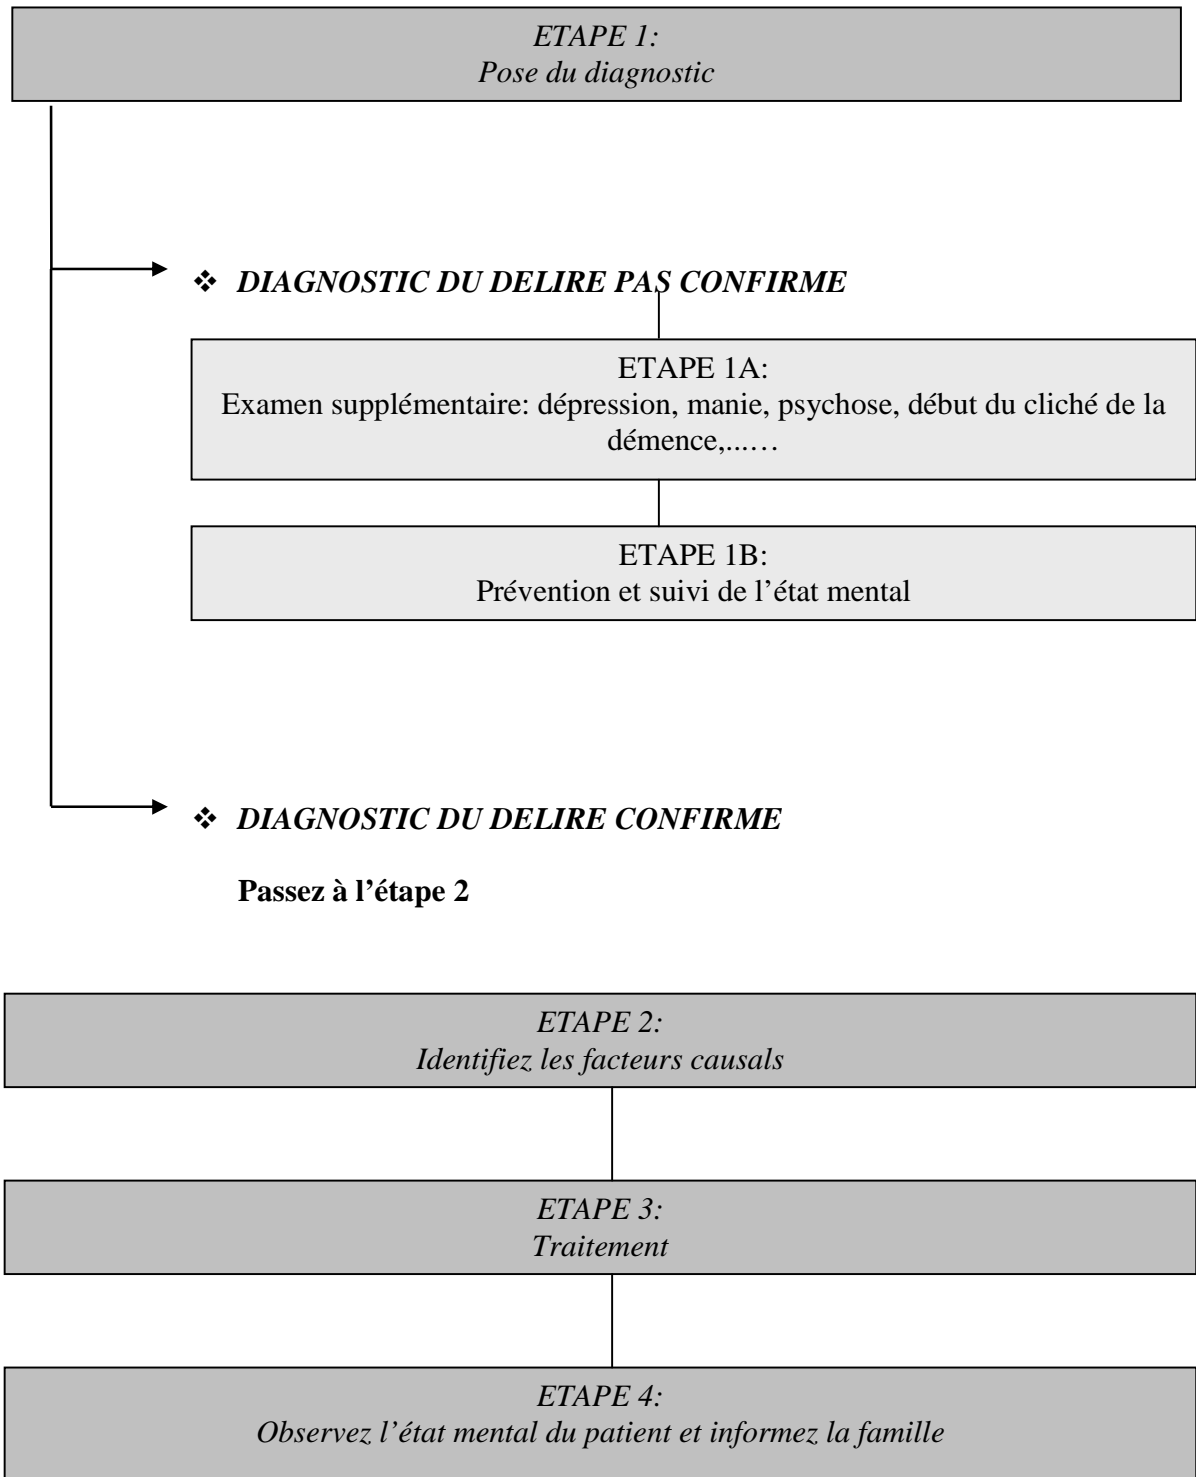 ETAPE 1:
Pose du diagnostic
❖ DIAGNOSTIC DU DELIRE PAS CONFIRME
ETAPE 1A:
Examen supplémentaire: dépression, manie, psychose, début du cliché de la
démence,...…
ETAPE 1B:
Prévention et suivi de l’état mental
❖ DIAGNOSTIC DU DELIRE CONFIRME
Passez à l’étape 2
ETAPE 2:
Identifiez les facteurs causals
ETAPE 3:
Traitement
ETAPE 4:
Observez l’état mental du patient et informez la famille